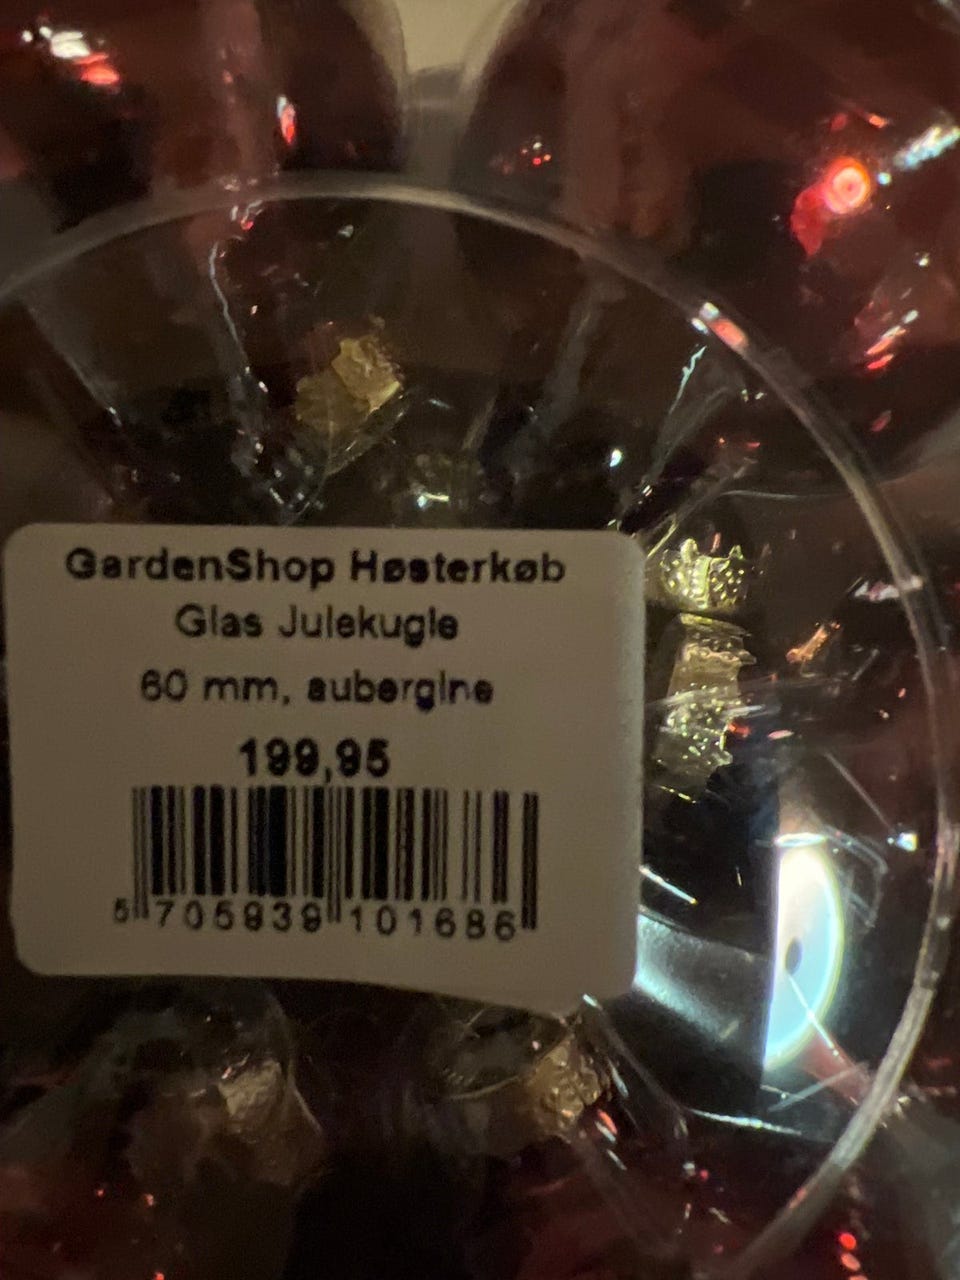 GardenShop Høsterkøb
Glas Julekugle
60 mm, aubergine
199,95
5 705939 101686